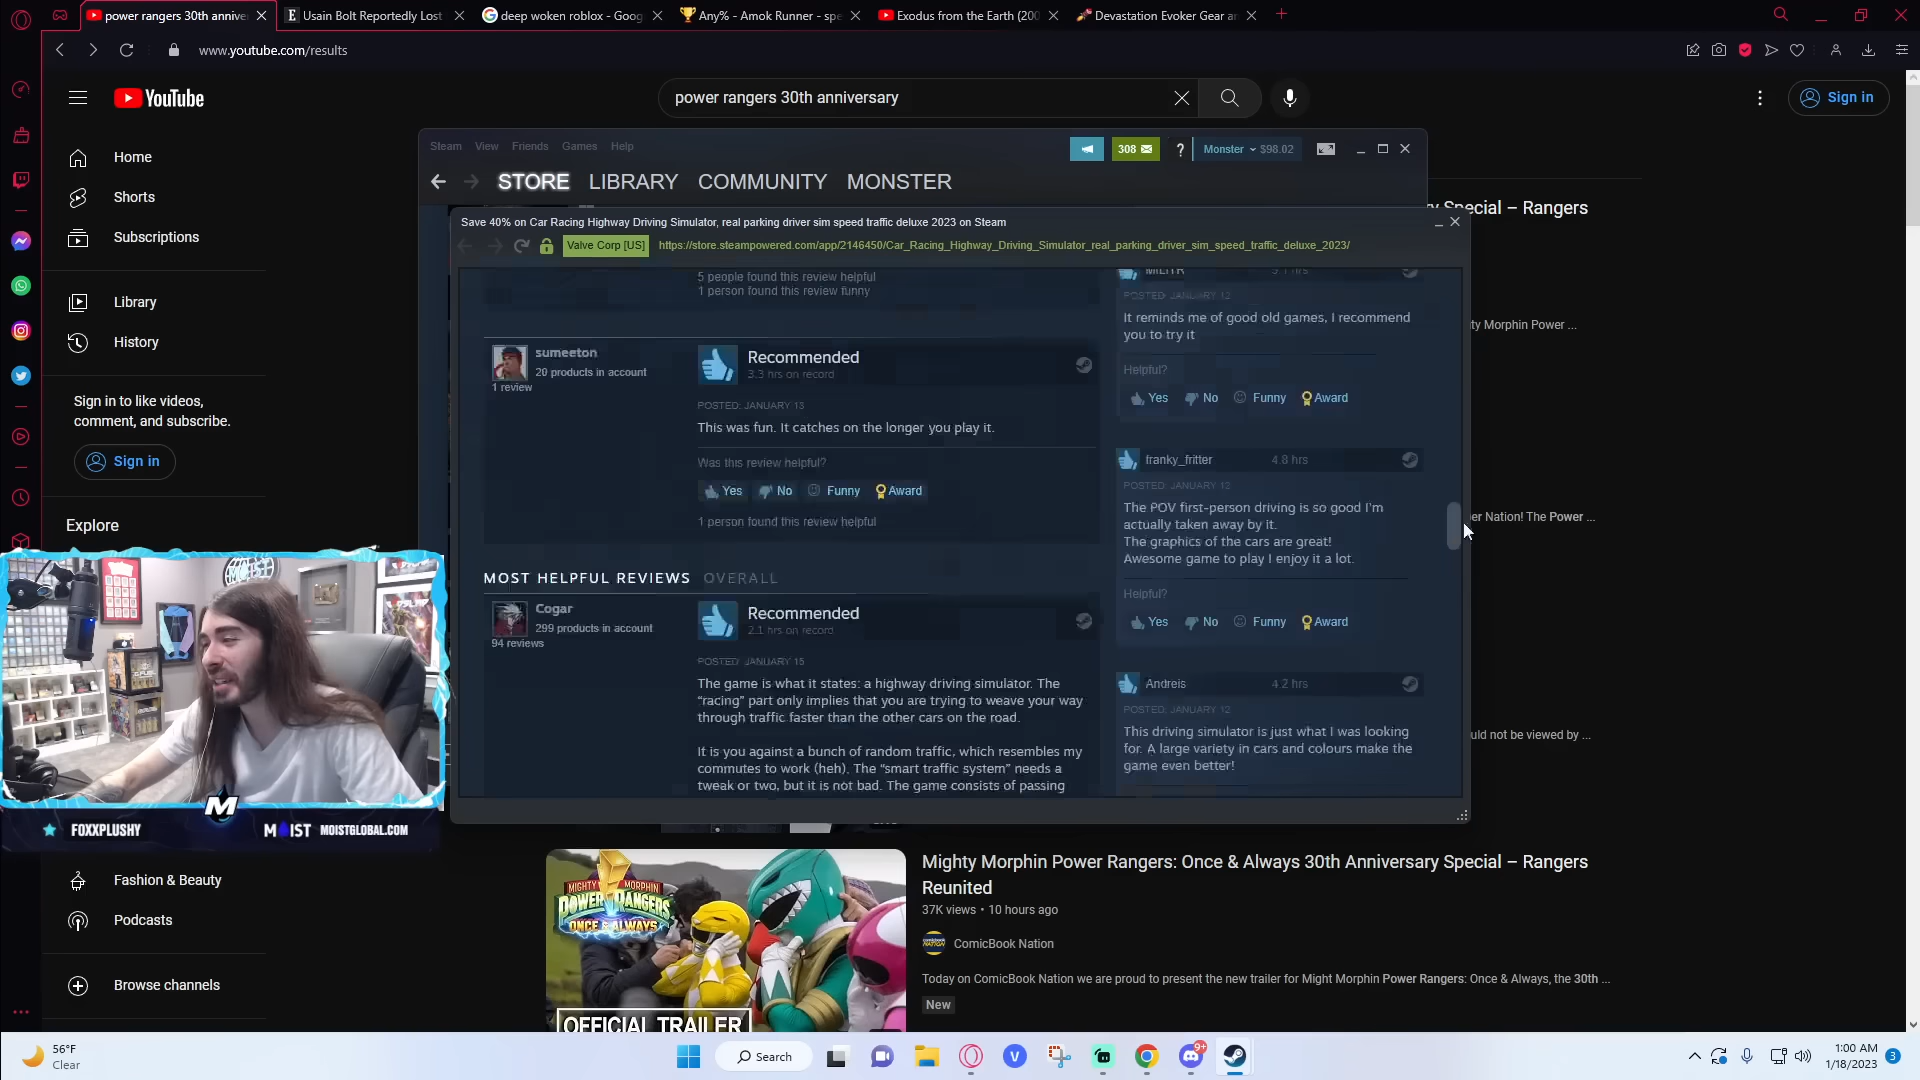 power rangers 30th annive
Usain Bolt Reportedly Lost
deep woken roblox - Goog
Any% - Amok Runner - spe
Exodus from the Earth (200
Devastation Evoker Gear an
www.youtube.com/results
YouTube
power rangers 30th anniversary
Sign in
Home
Shorts
Subscriptions
Library
History
Sign in to like videos,
comment, and subscribe.
Sign in
Explore
Steam View Friends Games Help
308
?
Monster $98.02
STORE LIBRARY COMMUNITY MONSTER
Save 40% on Car Racing Highway Driving Simulator, real parking driver sim speed traffic deluxe 2023 on Steam
Valve Corp [US]
https://store.steampowered.com/app/2146450/Car_Racing_Highway_Driving_Simulator_real_parking_driver_sim_speed_traffic_deluxe_2023/
5 people found this review helpful
1 person found this review funny
sumeeton
20 products in account
1 review
Recommended
3.3 hrs on record
POSTED: JANUARY 13
This was fun. It catches on the longer you play it.
Was this review helpful?
Yes No Funny Award
1 person found this review helpful
MOST HELPFUL REVIEWS OVERALL
Cogar
299 products in account
94 reviews
Recommended
2.1 hrs on record
POSTED: JANUARY 15
The game is what it states: a highway driving simulator. The
"racing" part only implies that you are trying to weave your way
through traffic faster than the other cars on the road.
It is you against a bunch of random traffic, which resembles my
commutes to work (heh). The "smart traffic system" needs a
tweak or two, but it is not bad. The game consists of passing
POSTED: JANUARY 12
It reminds me of good old games, I recommend
you to try it
Helpful?
Yes No Funny Award
franky_fritter 4.8 hrs
POSTED: JANUARY 12
The POV first-person driving is so good I'm
actually taken away by it.
The graphics of the cars are great!
Awesome game to play I enjoy it a lot.
Helpful?
Yes No Funny Award
Andreis 4.2 hrs
POSTED: JANUARY 12
This driving simulator is just what I was looking
for. A large variety in cars and colours make the
game even better!
ry Special – Rangers
ty Morphin Power ...
er Nation! The Power ...
uld not be viewed by ...
MOIST
M
FOXXPLUSHY
MOIST MOISTGLOBAL.COM
Fashion & Beauty
Podcasts
Browse channels
MIGHTY MORPHIN
POWER RANGERS
ONCE & ALWAYS
OFFICIAL TRAILER
Mighty Morphin Power Rangers: Once & Always 30th Anniversary Special – Rangers
Reunited
37K views • 10 hours ago
ComicBook Nation
Today on ComicBook Nation we are proud to present the new trailer for Might Morphin Power Rangers: Once & Always, the 30th ...
New
56°F
Clear
Search
V
9+
1:00 AM
1/18/2023
3